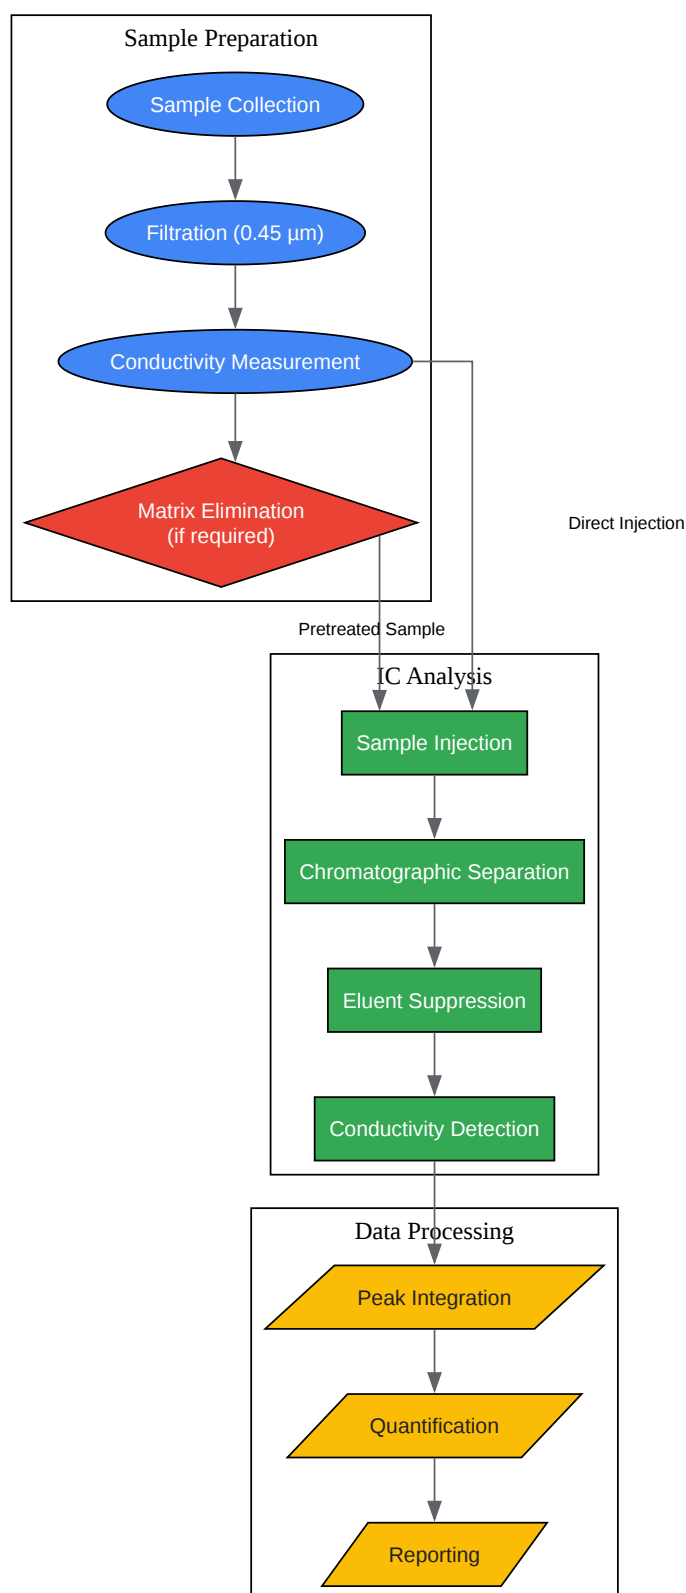 Sample Preparation
Sample Collection
Filtration (0.45 µm)
Conductivity Measurement
Matrix Elimination
(if required)
Direct Injection
Pretreated Sample
IC Analysis
Sample Injection
Chromatographic Separation
Eluent Suppression
Conductivity Detection
Data Processing
Peak Integration
Quantification
Reporting